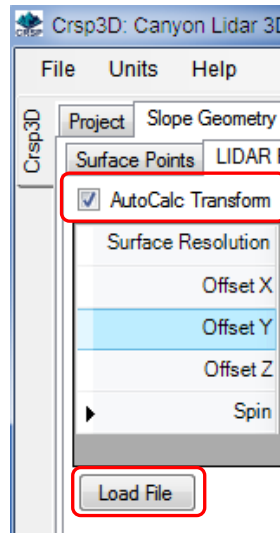 CRSP Crsp3D: Canyon Lidar 3D
File Units Help
Crsp3D
Project Slope Geometry
Surface Points LIDAR
AutoCalc Transform
Surface Resolution
Offset X
Offset Y
Offset Z
Spin
Load File